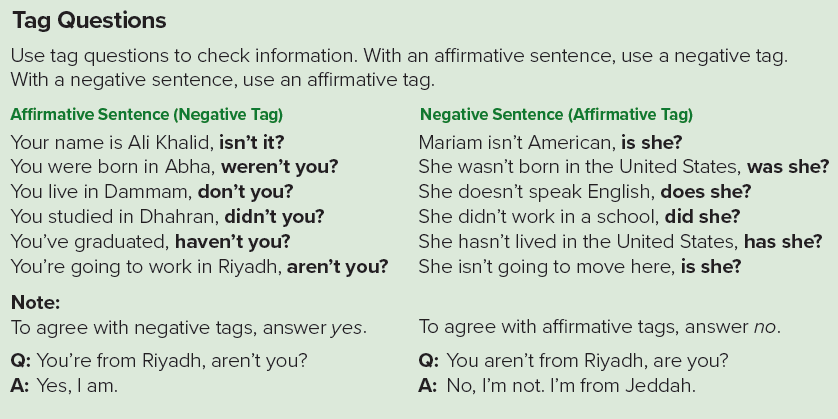 Tag Questions
Use tag questions to check information. With an affirmative sentence, use a negative tag.
With a negative sentence, use an affirmative tag.
Affirmative Sentence (Negative Tag)
Your name is Ali Khalid, isn't it?
You were born in Abha, weren't you?
You live in Dammam, don't you?
You studied in Dhahran, didn't you?
You've graduated, haven't you?
You're going to work in Riyadh, aren't you?
Negative Sentence (Affirmative Tag)
Mariam isn't American, is she?
She wasn't born in the United States, was she?
She doesn't speak English, does she?
She didn't work in a school, did she?
She hasn't lived in the United States, has she?
She isn't going to move here, is she?
Note:
To agree with negative tags, answer yes.
Q: You're from Riyadh, aren't you?
A: Yes, I am.
To agree with affirmative tags, answer no.
Q: You aren't from Riyadh, are you?
A: No, I'm not. I'm from Jeddah.